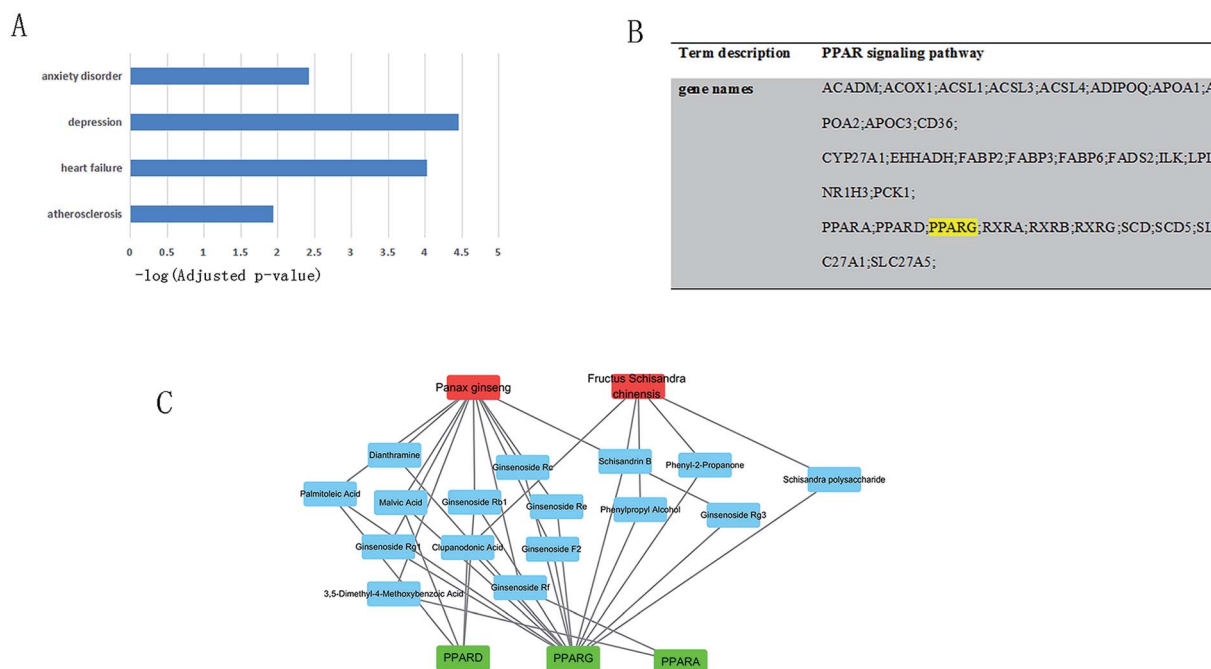 A
anxiety disorder
depression
heart failure
atherosclerosis
0 0.5 1 1.5 2 2.5 3 3.5 4 4.5 5
-log(Adjusted p-value)
B
Term description PPAR signaling pathway
gene names ACADM;ACOX1;ACSL1;ACSL3;ACSL4;ADIPOQ;APOA1;A
POA2;APOC3;CD36;
CYP27A1;EHHADH;FABP2;FABP3;FABP6;FADS2;ILK;LPL
NR1H3;PCK1;
PPARA;PPARD;PPARG;RXRA;RXRB;RXRG;SCD;SCD5;SL
C27A1;SLC27A5;
C
Panax ginseng
Fructus Schisandra
chinensis
Dianthramine
Ginsenoside Rc
Schisandrin B
Phenyl-2-Propanone
Schisandra polysaccharide
Palmitoleic Acid
Malvic Acid
Ginsenoside Rb1
Ginsenoside Re
Phenylpropyl Alcohol
Ginsenoside Rg3
Ginsenoside Rg1
Clupanodonic Acid
Ginsenoside F2
3,5-Dimethyl-4-Methoxybenzoic Acid
Ginsenoside Rf
PPARD
PPARG
PPARA